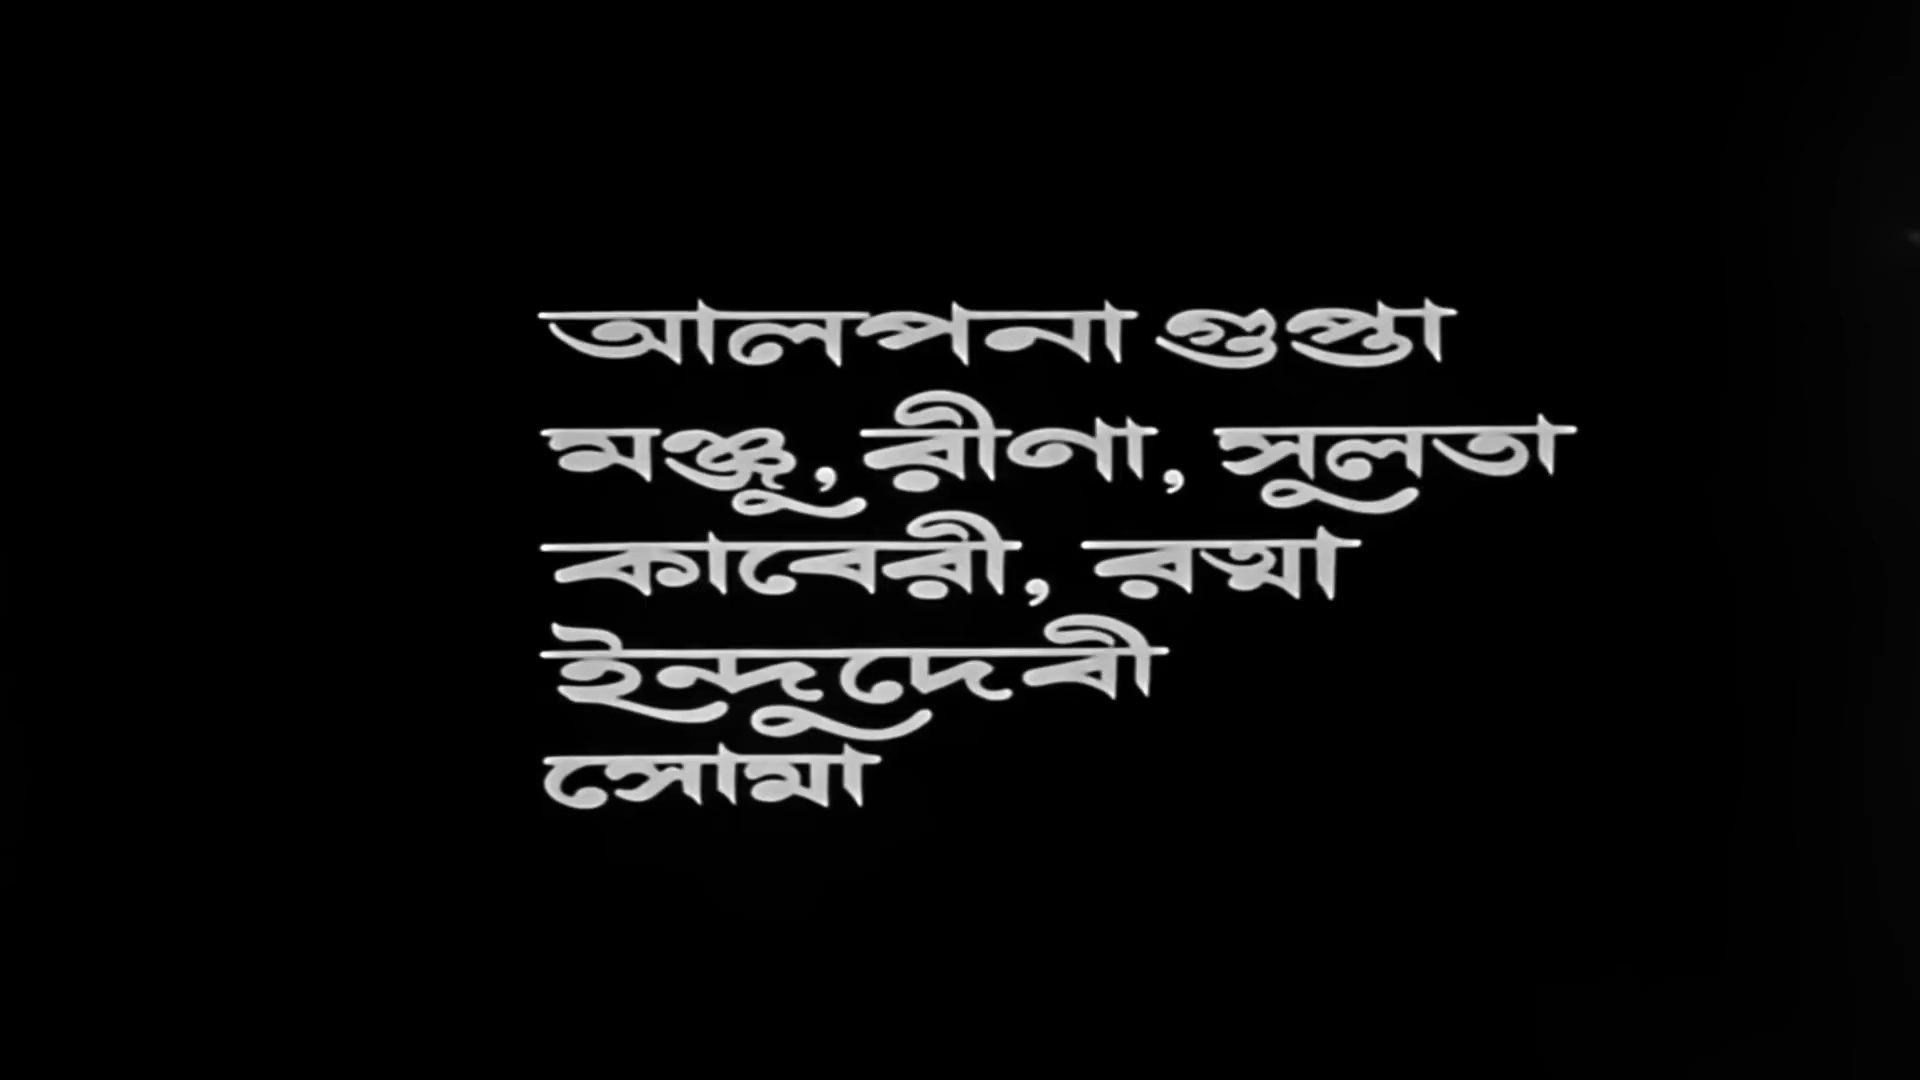 আলপনা গুপ্তা
মঞ্জু, রীণা, সুলতা
কাবেরী, রত্মা
ইন্দুদেবী
সোমা